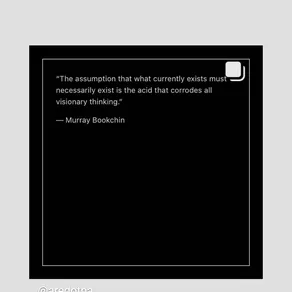 “The assumption that what currently exists must
necessarily exist is the acid that corrodes all
visionary thinking.”
— Murray Bookchin